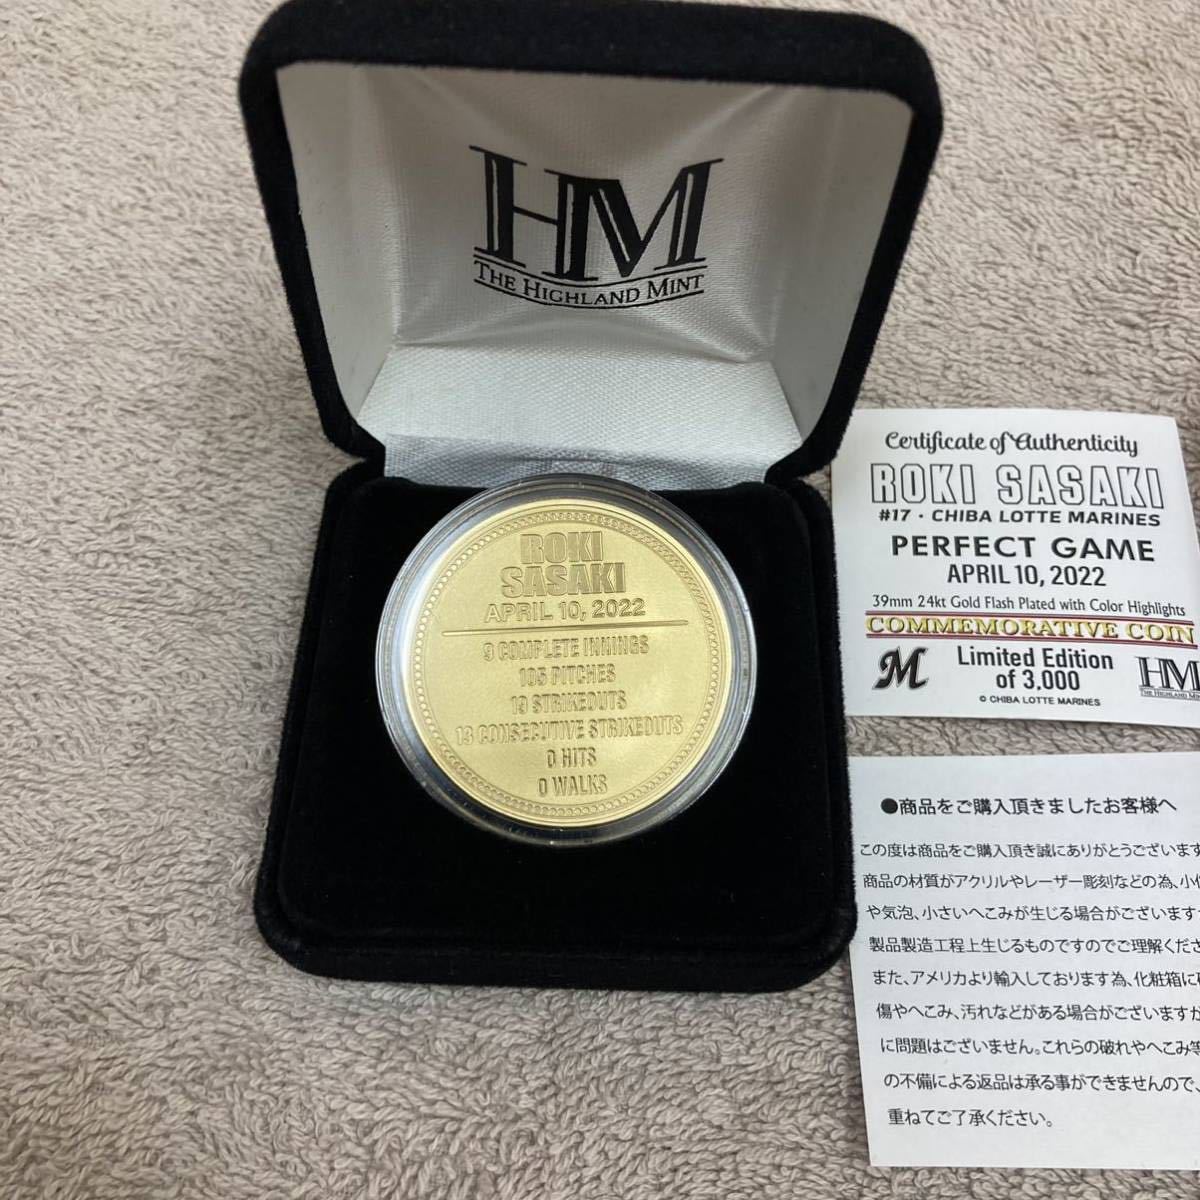 HM
THE HIGHLAND MINT
ROKI
SASAKI
APRIL 10, 2022
9 COMPLETE INNINGS
105 PITCHES
19 STRIKEOUTS
13 CONSECUTIVE STRIKEOUTS
0 HITS
0 WALKS
Certificate of Authenticity
ROKI SASAKI
#17 · CHIBA LOTTE MARINES
PERFECT GAME
APRIL 10, 2022
39mm 24kt Gold Flash Plated with Color Highlights
COMMEMORATIVE COIN
M
Limited Edition
of 3,000
HM
THE HIGHLAND
© CHIBA LOTTE MARINES
●商品をご購入頂きましたお客様へ
この度は商品をご購入頂き誠にありがとうございます
商品の材質がアクリルやレーザー彫刻などの為、小
や気泡、小さいへこみが生じる場合がございます
製品製造工程上生じるものですのでご理解くださ
また、アメリカより輸入しております為、化粧箱に
傷やへこみ、汚れなどがある場合がございますが
に問題はございません。これらの破れやへこみ等
の不備による返品は承る事ができませんので、
重ねてご了承ください。